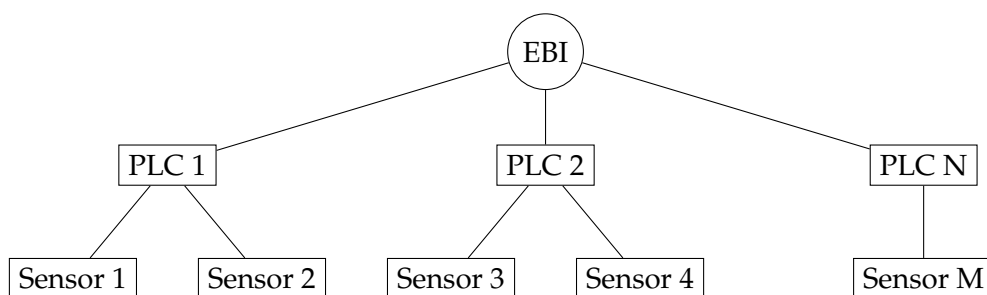 EBI
PLC 1
PLC 2
PLC N
Sensor 1
Sensor 2
Sensor 3
Sensor 4
Sensor M